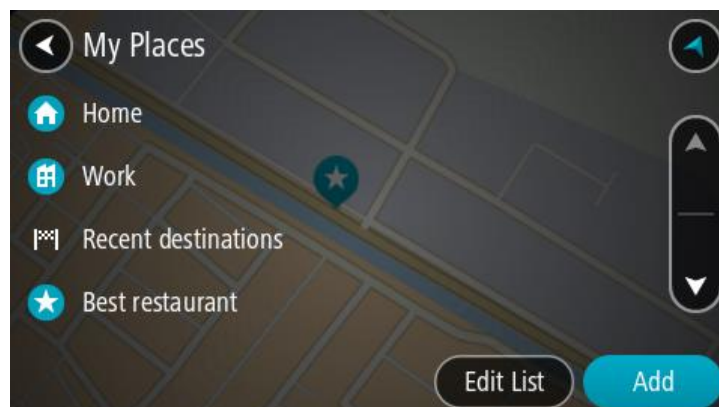 My Places
Home
Work
Recent destinations
Best restaurant
Edit List
Add